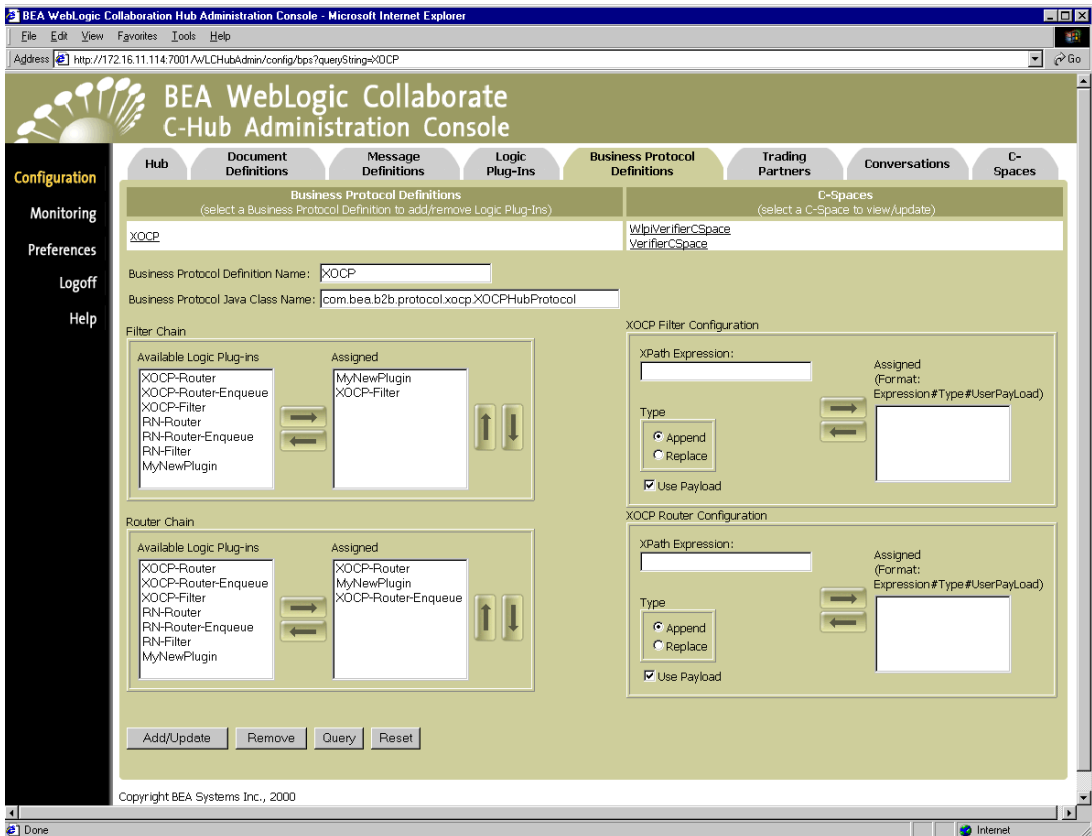 BEA WebLogic Collaboration Hub Administration Console - Microsoft Internet Explorer
File Edit View Favorites Tools Help
Address http://172.16.11.114:7001/WLCHubAdmin/config/bps?queryString=XOCP Go
BEA WebLogic Collaborate
C-Hub Administration Console
Configuration
Monitoring
Preferences
Logoff
Help
Hub
Document Definitions
Message Definitions
Logic Plug-Ins
Business Protocol Definitions
Trading Partners
Conversations
C-Spaces
Business Protocol Definitions
(select a Business Protocol Definition to add/remove Logic Plug-Ins)
C-Spaces
(select a C-Space to view/update)
XOCP
WlpiVerifierCSpace
VerifierCSpace
Business Protocol Definition Name: XOCP
Business Protocol Java Class Name: com.bea.b2b.protocol.xocp.XOCPHubProtocol
Filter Chain
Available Logic Plug-ins
XOCP-Router
XOCP-Router-Enqueue
XOCP-Filter
RN-Router
RN-Router-Enqueue
RN-Filter
MyNewPlugin
Assigned
MyNewPlugin
XOCP-Filter
XOCP Filter Configuration
XPath Expression:
Type
Append
Replace
Use Payload
Assigned
(Format:
Expression#Type#UserPayLoad)
Router Chain
Available Logic Plug-ins
XOCP-Router
XOCP-Router-Enqueue
XOCP-Filter
RN-Router
RN-Router-Enqueue
RN-Filter
MyNewPlugin
Assigned
XOCP-Router
MyNewPlugin
XOCP-Router-Enqueue
XOCP Router Configuration
XPath Expression:
Type
Append
Replace
Use Payload
Assigned
(Format:
Expression#Type#UserPayLoad)
Add/Update Remove Query Reset
Copyright BEA Systems Inc., 2000
Done Internet